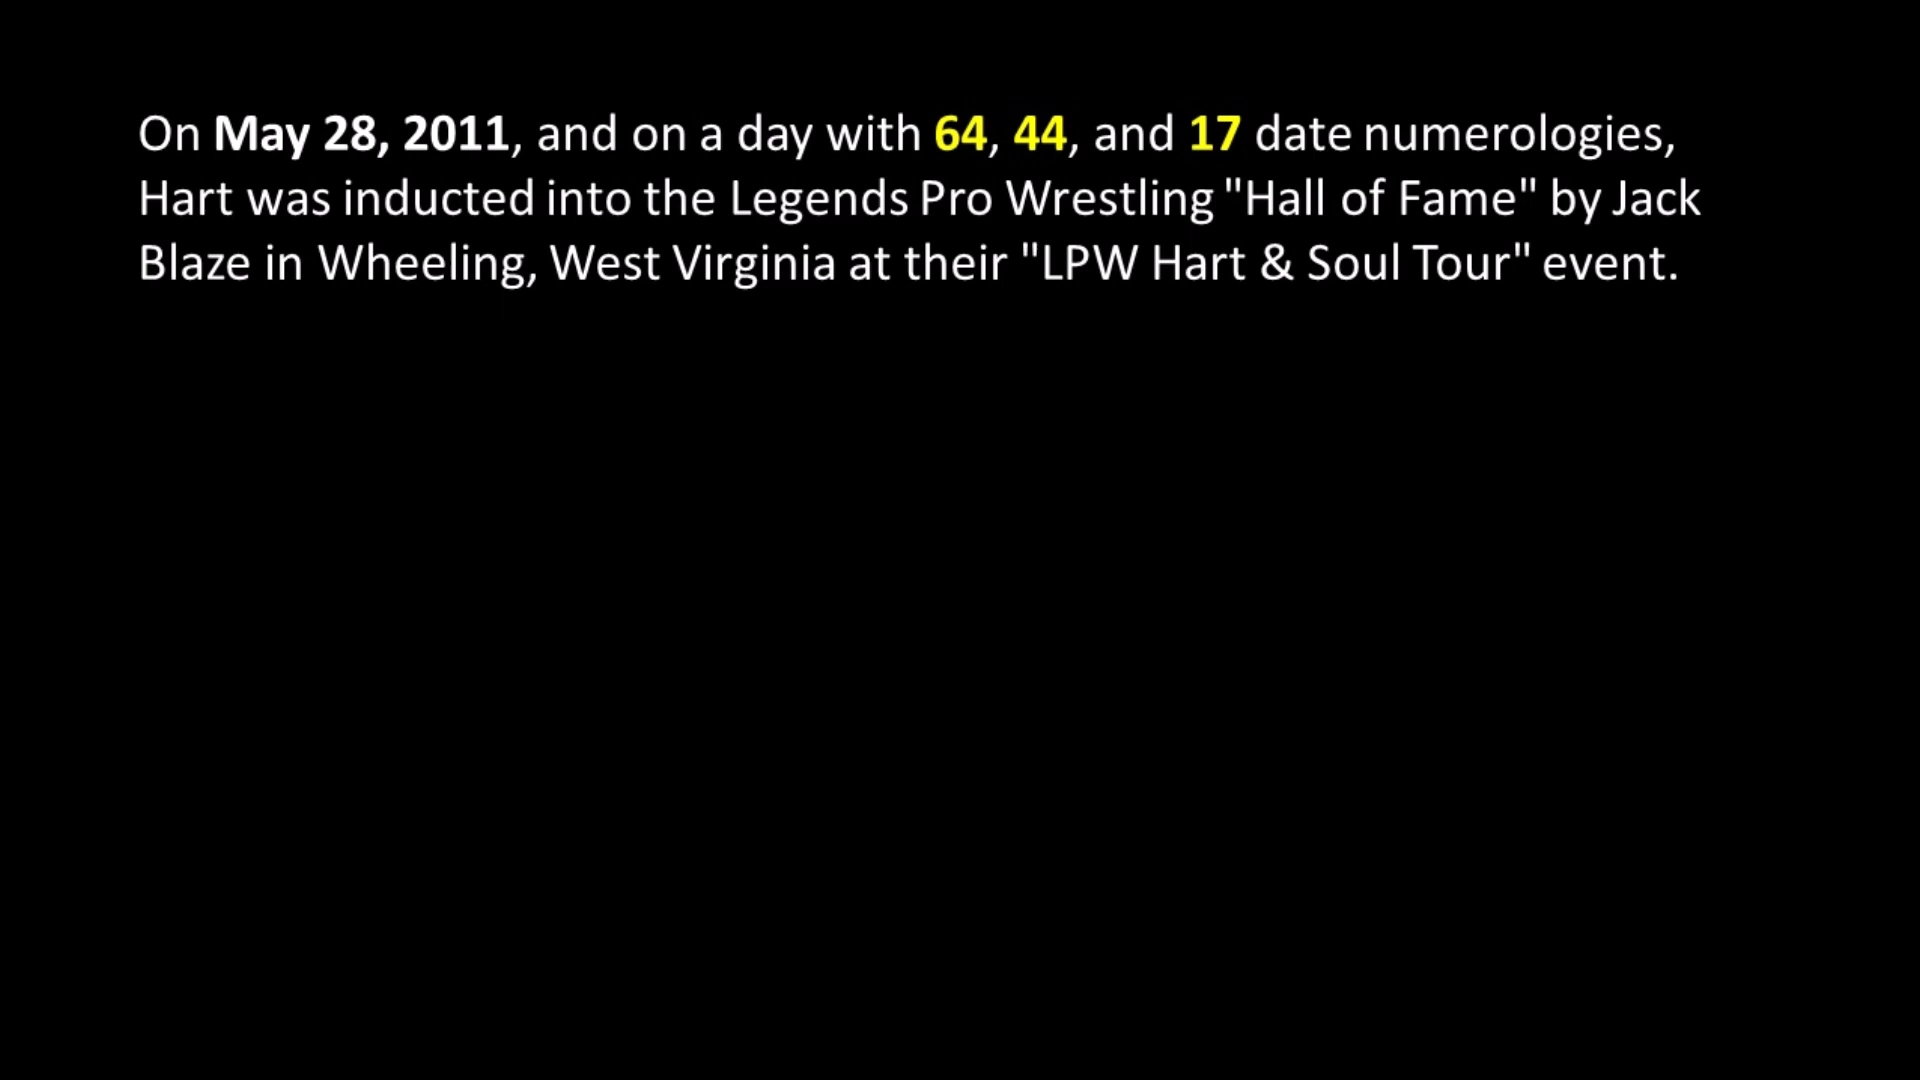 On May 28, 2011, and on a day with 64, 44, and 17 date numerologies,
Hart was inducted into the Legends Pro Wrestling "Hall of Fame" by Jack
Blaze in Wheeling, West Virginia at their "LPW Hart & Soul Tour" event.